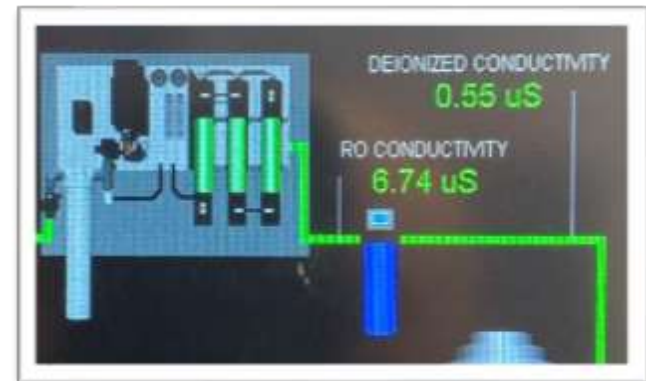 DEIONIZED CONDUCTIVITY
0.55 uS
RO CONDUCTIVITY
6.74 uS